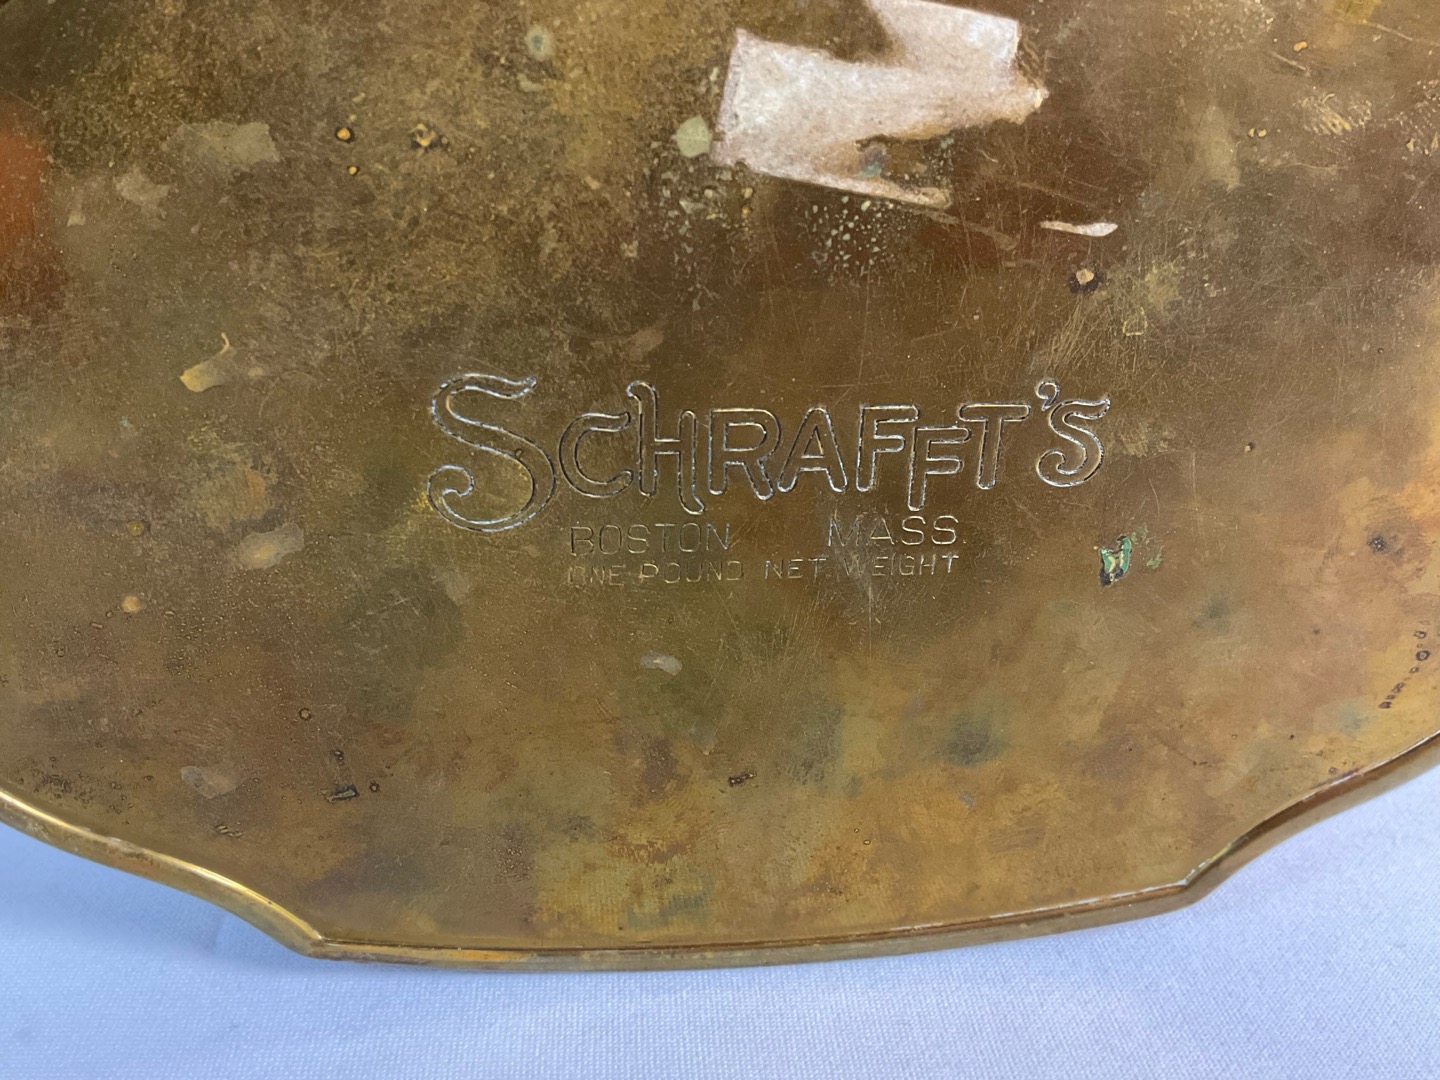 SCHRAFFT'S
BOSTON MASS.
ONE POUND NET. WEIGHT